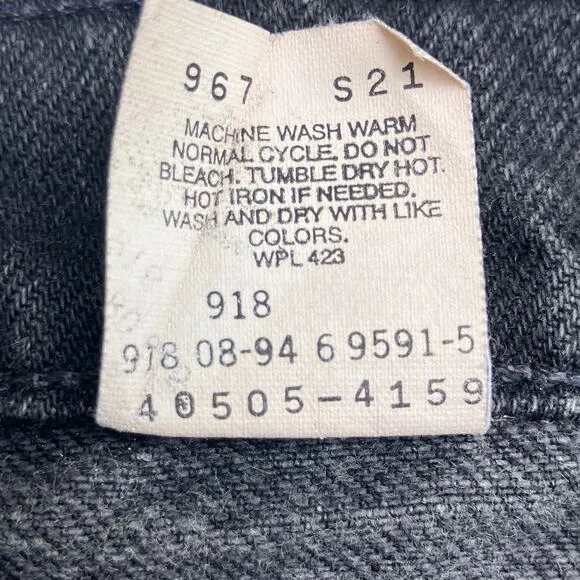 967 S21
MACHINE WASH WARM
NORMAL CYCLE. DO NOT
BLEACH. TUMBLE DRY HOT.
HOT IRON IF NEEDED.
WASH AND DRY WITH LIKE
COLORS.
WPL 423
918
918 08-94 6 9591-5
40505-4159